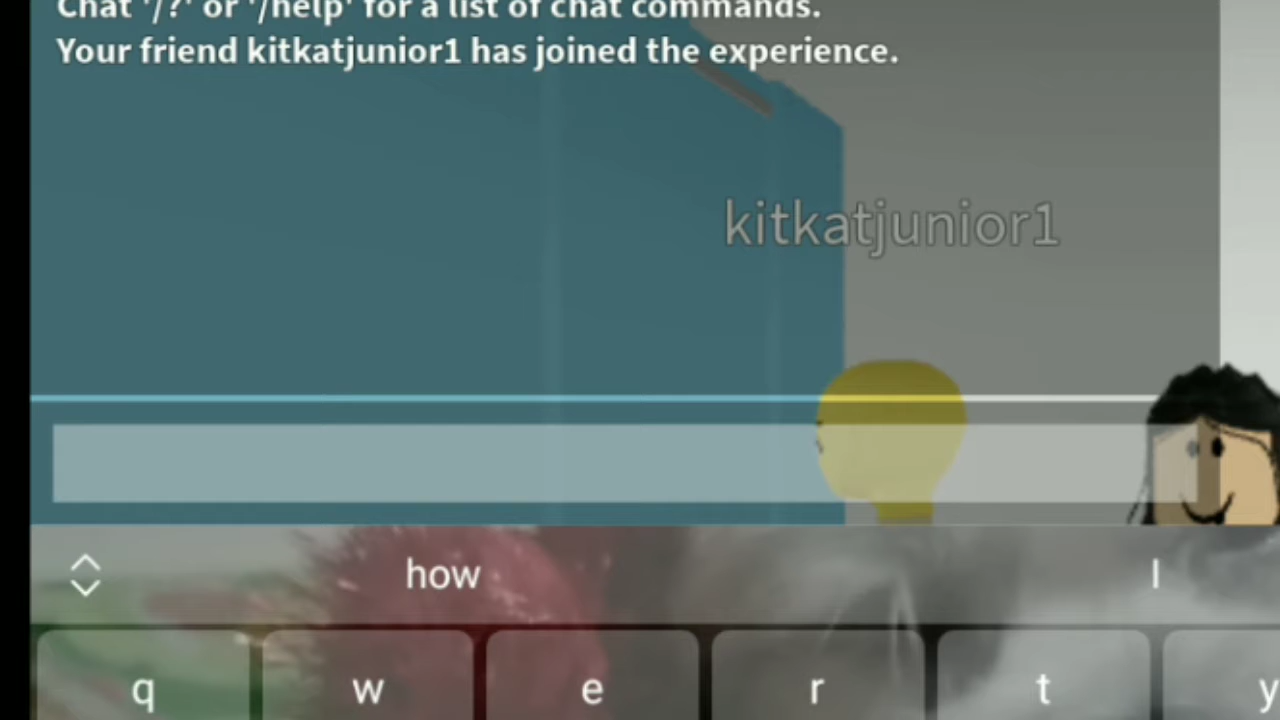 Chat '/?' or '/help' for a list of chat commands.
Your friend kitkatjunior1 has joined the experience.
kitkatjunior1
how I
q w e r t y